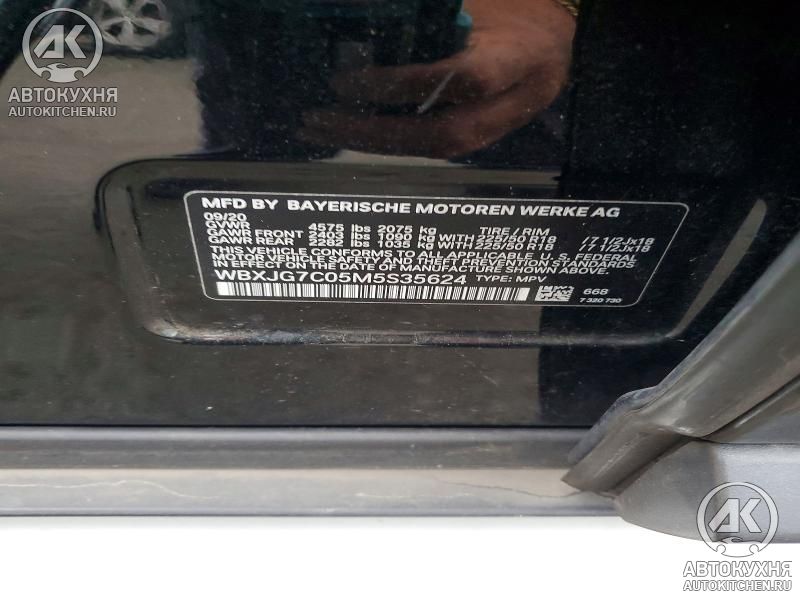 АК
АВТОКУХНЯ
AUTOKITCHEN.RU
MFD BY BAYERISCHE MOTOREN WERKE AG
09/20
GVWR 4575 lbs 2075 kg TIRE / RIM
GAWR FRONT 2403 lbs 1090 kg WITH 225/50 R18 /7 1/2Jx18
GAWR REAR 2282 lbs 1035 kg WITH 225/50 R18 /7 1/2Jx18
THIS VEHICLE CONFORMS TO ALL APPLICABLE U.S. FEDERAL
MOTOR VEHICLE SAFETY, BUMPER, AND THEFT PREVENTION STANDARDS
IN EFFECT ON THE DATE OF MANUFACTURE SHOWN ABOVE.
WBXJG7C05M5S35624 TYPE: MPV
668
7 320 730
АК
АВТОКУХНЯ
AUTOKITCHEN.RU